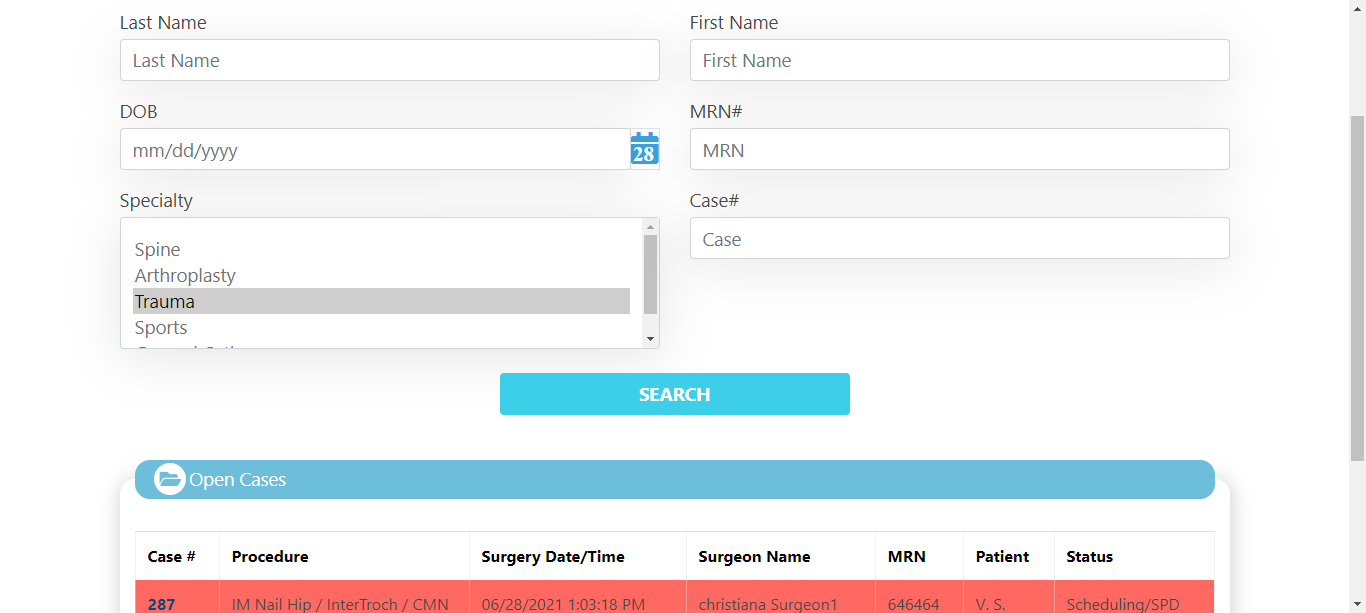 Last Name
First Name
Last Name
First Name
DOB
MRN#
mm/dd/yyyy
28
MRN
Specialty
Case#
Spine
Case
Arthroplasty
Trauma
Sports
SEARCH
Open Cases
Case # Procedure Surgery Date/Time Surgeon Name MRN Patient Status
287 IM Nail Hip / InterTroch / CMN 06/28/2021 1:03:18 PM christiana Surgeon1 646464 V. S. Scheduling/SPD